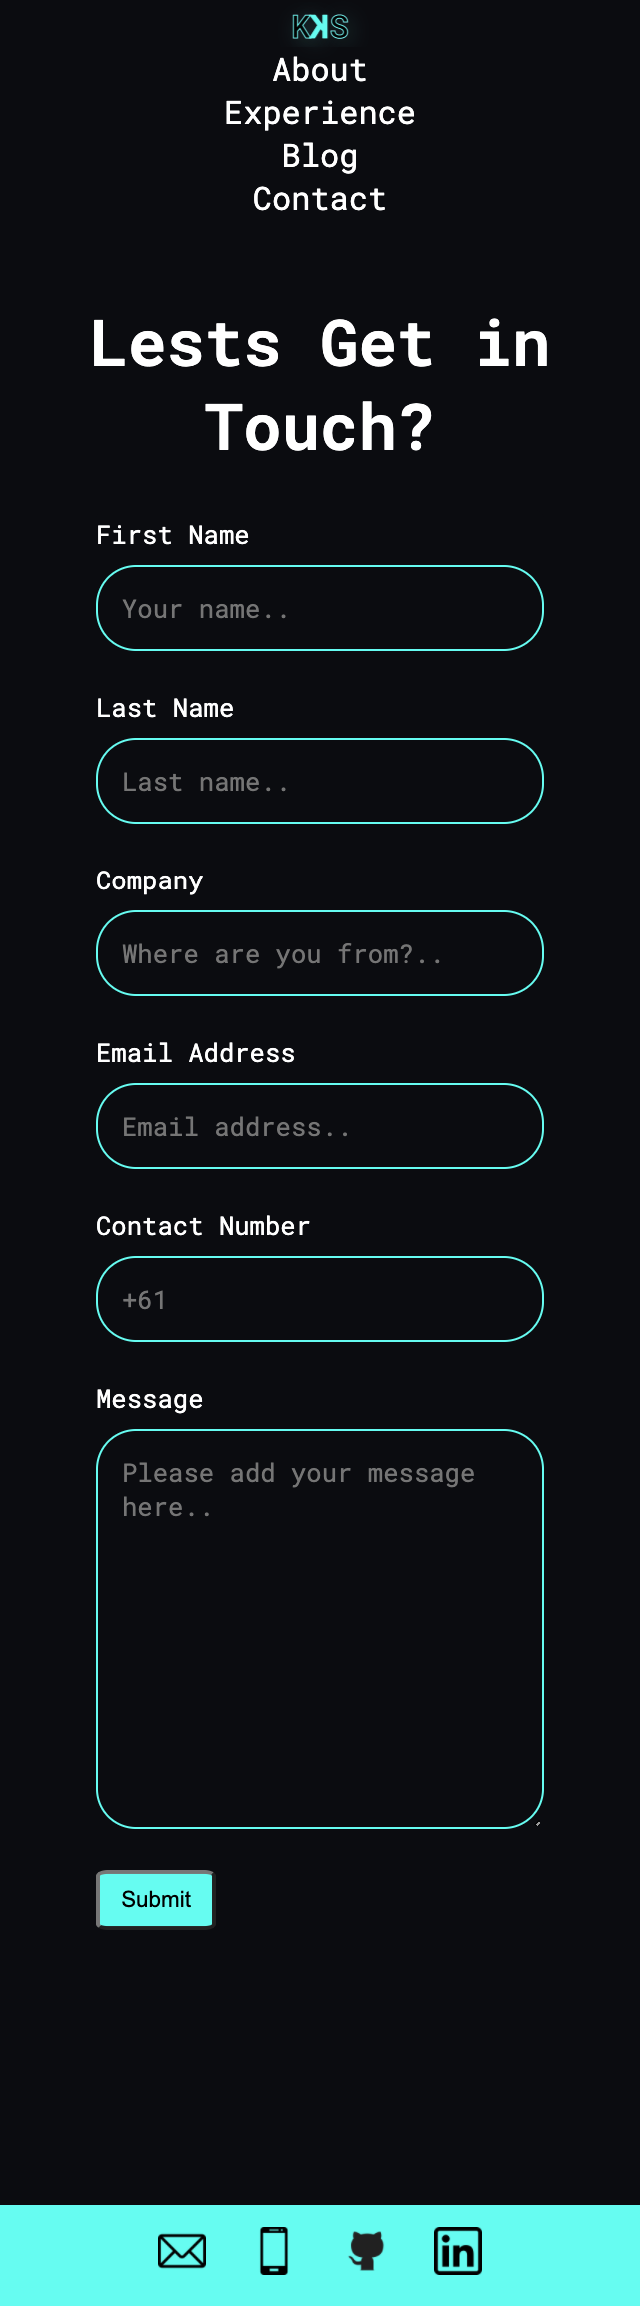 KKS
About
Experience
Blog
Contact
Lests Get in
Touch?
First Name
Your name..
Last Name
Last name..
Company
Where are you from?..
Email Address
Email address..
Contact Number
+61
Message
Please add your message
here..
Submit
in